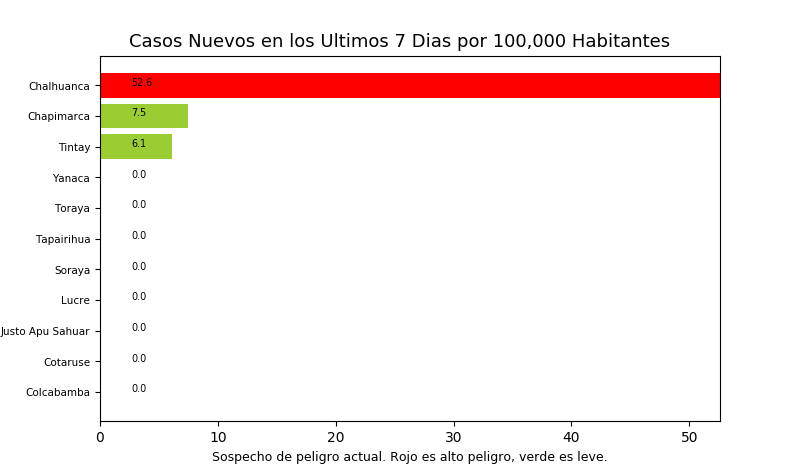 Casos Nuevos en los Ultimos 7 Dias por 100,000 Habitantes
Chalhuanca 52.6
Chapimarca 7.5
Tintay 6.1
Yanaca 0.0
Toraya 0.0
Tapairihua 0.0
Soraya 0.0
Lucre 0.0
Justo Apu Sahuar 0.0
Cotaruse 0.0
Colcabamba 0.0
0 10 20 30 40 50
Sospecho de peligro actual. Rojo es alto peligro, verde es leve.